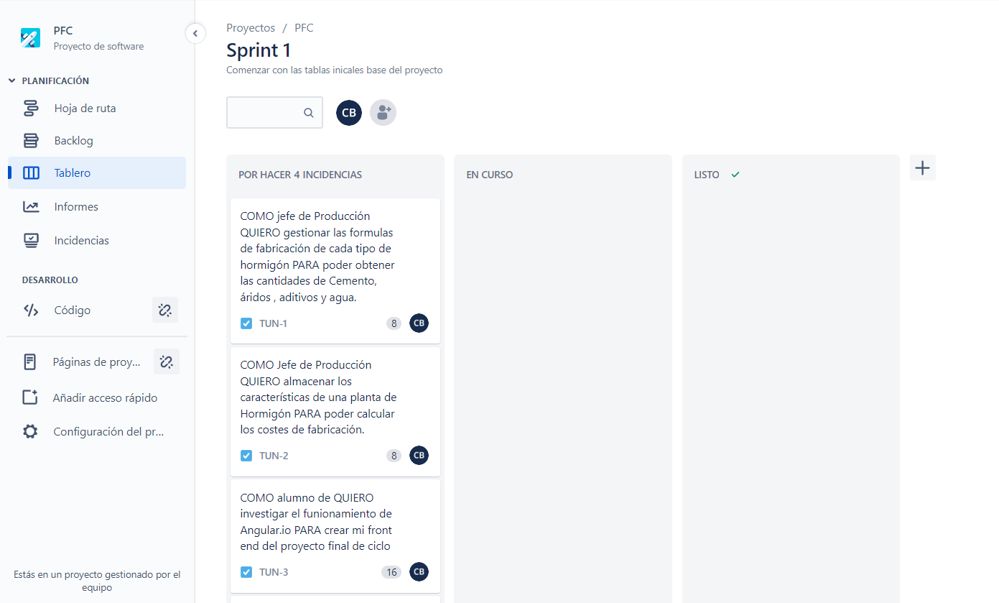 PFC
Proyecto de software
PLANIFICACIÓN
Hoja de ruta
Backlog
Tablero
Informes
Incidencias
DESARROLLO
Código
Páginas de proy...
Añadir acceso rápido
Configuración del pr...
Estás en un proyecto gestionado por el
equipo
Proyectos / PFC
Sprint 1
Comenzar con las tablas inicales base del proyecto
CB
POR HACER 4 INCIDENCIAS
COMO jefe de Producción
QUIERO gestionar las formulas
de fabricación de cada tipo de
hormigón PARA poder obtener
las cantidades de Cemento,
áridos , aditivos y agua.
TUN-1 8 CB
COMO Jefe de Producción
QUIERO almacenar los
características de una planta de
Hormigón PARA poder calcular
los costes de fabricación.
TUN-2 8 CB
COMO alumno de QUIERO
investigar el funionamiento de
Angular.io PARA crear mi front
end del proyecto final de ciclo
TUN-3 16 CB
EN CURSO
LISTO